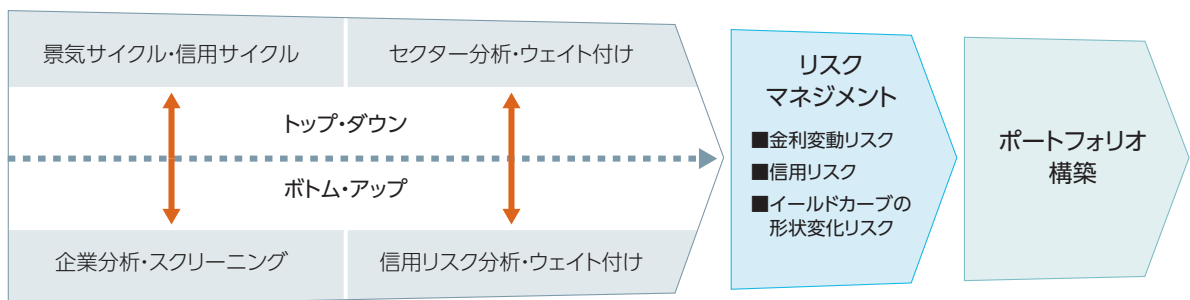 景気サイクル・信用サイクル
セクター分析・ウェイト付け
トップ・ダウン
ボトム・アップ
企業分析・スクリーニング
信用リスク分析・ウェイト付け
リスク
マネジメント
■金利変動リスク
■信用リスク
■イールドカーブの
形状変化リスク
ポートフォリオ
構築